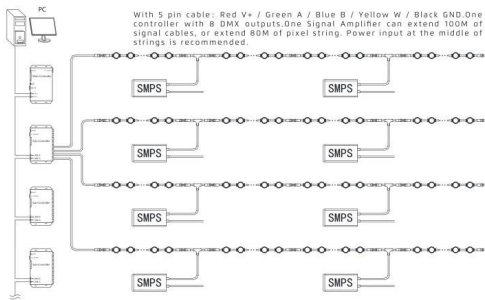 PC
With 5 pin cable: Red V+ / Green A / Blue B / Yellow W / Black GND.One
controller with 8 DMX outputs.One Signal Amplifier can extend 100M of
signal cables, or extend 80M of pixel string. Power input at the middle of
strings is recommended.
SMPS
SMPS
SMPS
SMPS
SMPS
SMPS
SMPS
SMPS